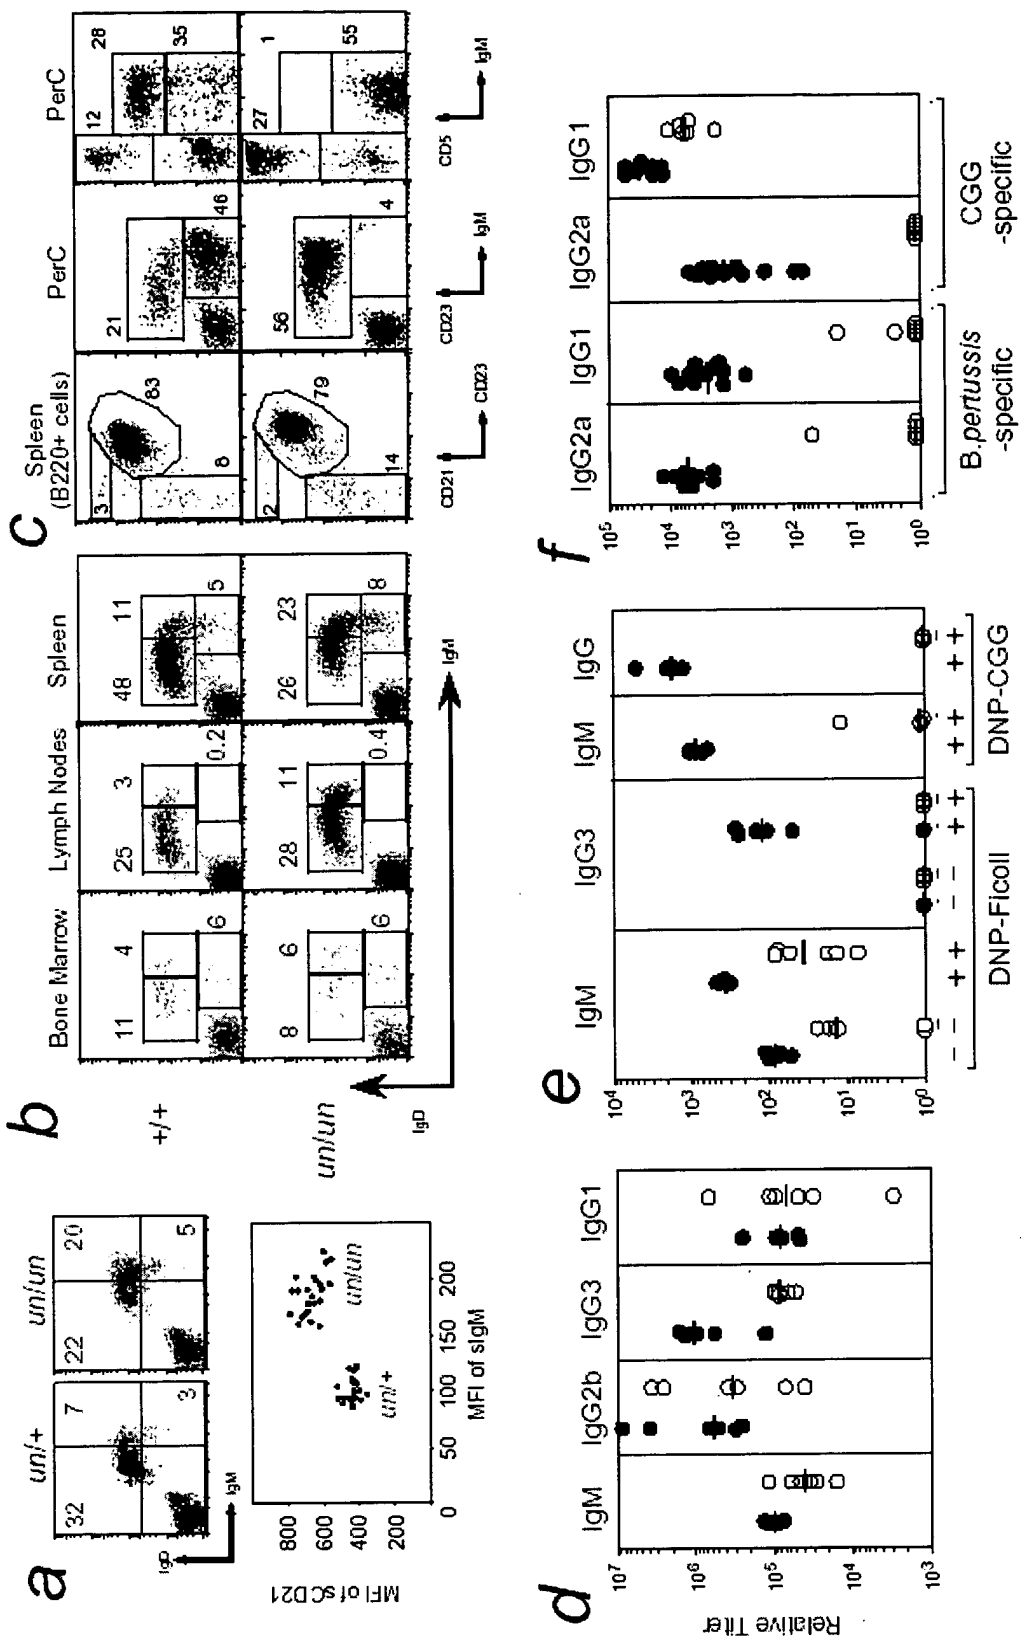 a
un/+
un/un
32
7
3
22
20
5
IgD
IgM
MFI of sCD21
800
600
400
200
un/un
un/+
0
50
100
150
200
MFI of sIgM
b
Bone Marrow
Lymph Nodes
Spleen
+/+
11
4
6
25
3
0.2
48
11
5
un/un
8
6
6
28
11
0.4
26
23
8
IgD
IgM
c
Spleen
(B220+ cells)
PerC
PerC
3
83
8
21
46
12
28
35
2
79
14
56
4
27
1
55
CD21
CD23
CD23
IgM
CD5
IgM
d
IgM
IgG2b
IgG3
IgG1
Relative Titer
10⁷
10⁶
10⁵
10⁴
10³
e
IgM
IgG3
IgM
IgG
10⁴
10³
10²
10¹
10⁰
− − + + − − + + + + + +
DNP-Ficoll
DNP-CGG
f
IgG2a
IgG1
IgG2a
IgG1
10⁵
10⁴
10³
10²
10¹
10⁰
B.pertussis
-specific
CGG
-specific